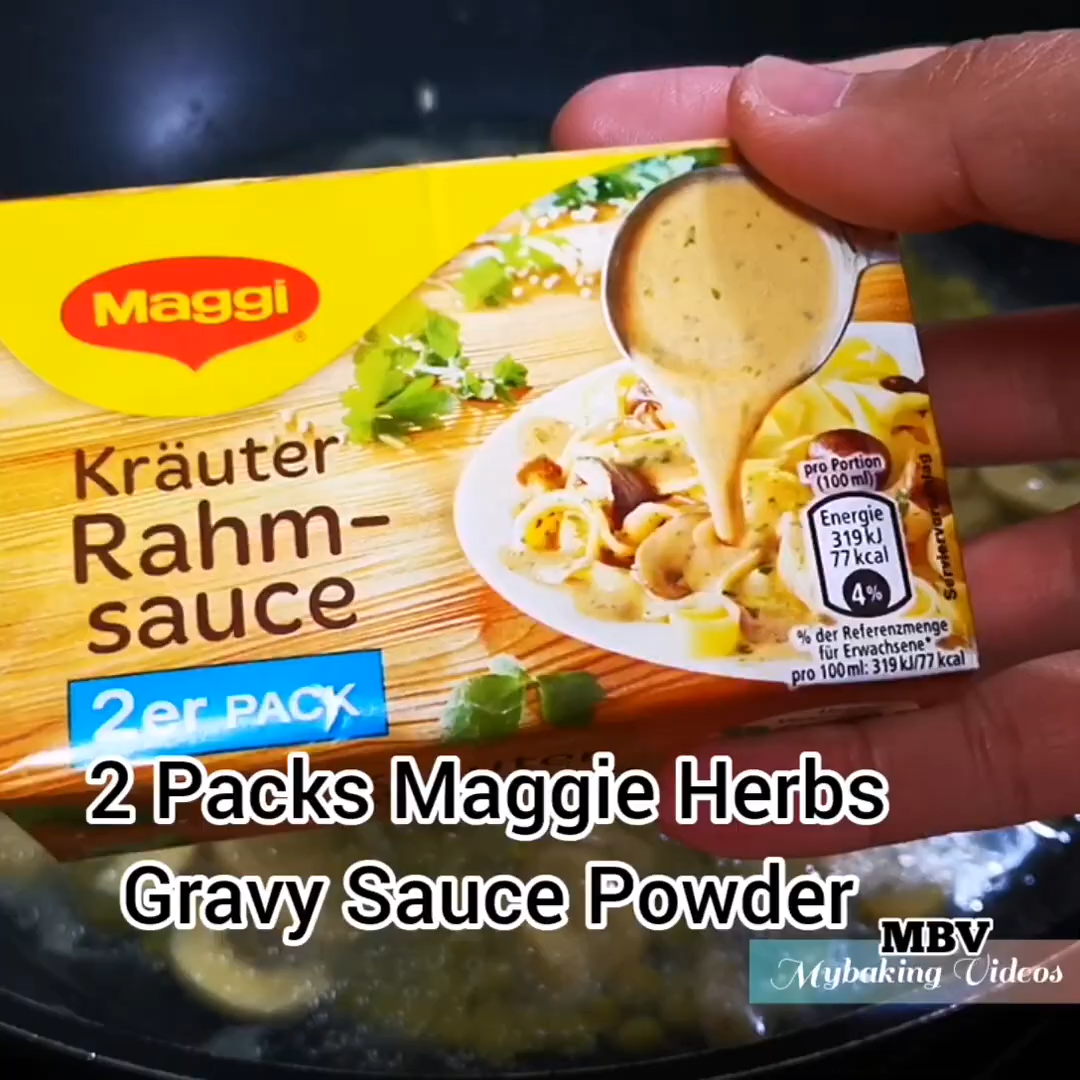 Maggi
®
Kräuter
Rahm-
sauce
2er PACK
pro Portion
(100 ml)
Energie
319 kJ
77 kcal
4%
% der Referenzmenge
für Erwachsene*
pro 100 ml: 319 kJ/77 kcal
2 Packs Maggie Herbs
Gravy Sauce Powder
MBV
Mybaking Videos